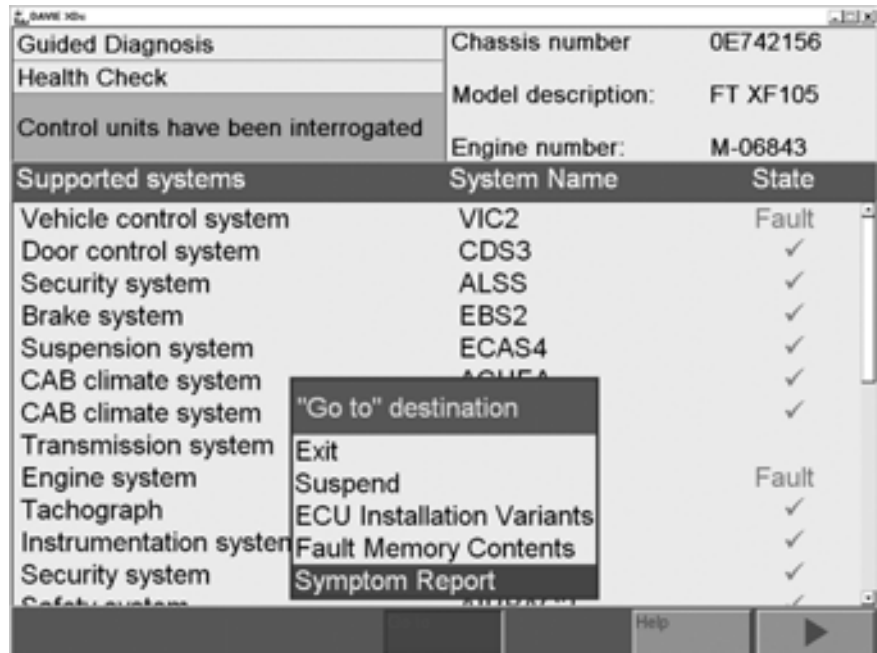 DAVIE XDc
Guided Diagnosis
Health Check
Control units have been interrogated
Chassis number 0E742156
Model description: FT XF105
Engine number: M-06843
Supported systems System Name State
Vehicle control system VIC2 Fault
Door control system CDS3 ✓
Security system ALSS ✓
Brake system EBS2 ✓
Suspension system ECAS4 ✓
CAB climate system ✓
CAB climate system ✓
Transmission system
Engine system Fault
Tachograph ✓
Instrumentation system ✓
Security system ✓
"Go to" destination
Exit
Suspend
ECU Installation Variants
Fault Memory Contents
Symptom Report
Help